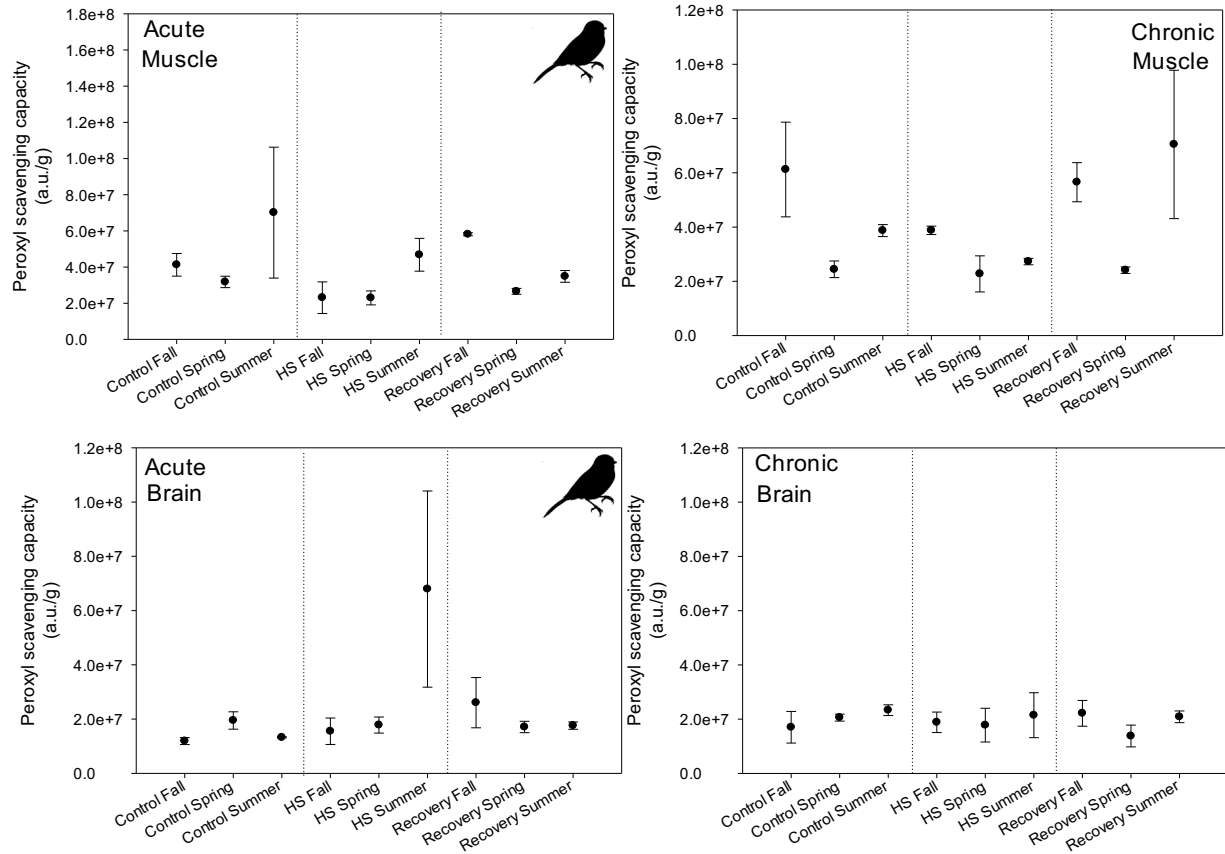 Acute
Muscle
Peroxyl scavenging capacity
(a.u./g)
1.8e+8
1.6e+8
1.4e+8
1.2e+8
1.0e+8
8.0e+7
6.0e+7
4.0e+7
2.0e+7
0.0
Control Fall
Control Spring
Control Summer
HS Fall
HS Spring
HS Summer
Recovery Fall
Recovery Spring
Recovery Summer
Chronic
Muscle
Peroxyl scavenging capacity
(a.u./g)
1.2e+8
1.0e+8
8.0e+7
6.0e+7
4.0e+7
2.0e+7
0.0
Control Fall
Control Spring
Control Summer
HS Fall
HS Spring
HS Summer
Recovery Fall
Recovery Spring
Recovery Summer
Acute
Brain
Peroxyl scavenging capacity
(a.u./g)
1.2e+8
1.0e+8
8.0e+7
6.0e+7
4.0e+7
2.0e+7
0.0
Control Fall
Control Spring
Control Summer
HS Fall
HS Spring
HS Summer
Recovery Fall
Recovery Spring
Recovery Summer
Chronic
Brain
Peroxyl scavenging capacity
(a.u./g)
1.2e+8
1.0e+8
8.0e+7
6.0e+7
4.0e+7
2.0e+7
0.0
Control Fall
Control Spring
Control Summer
HS Fall
HS Spring
HS Summer
Recovery Fall
Recovery Spring
Recovery Summer